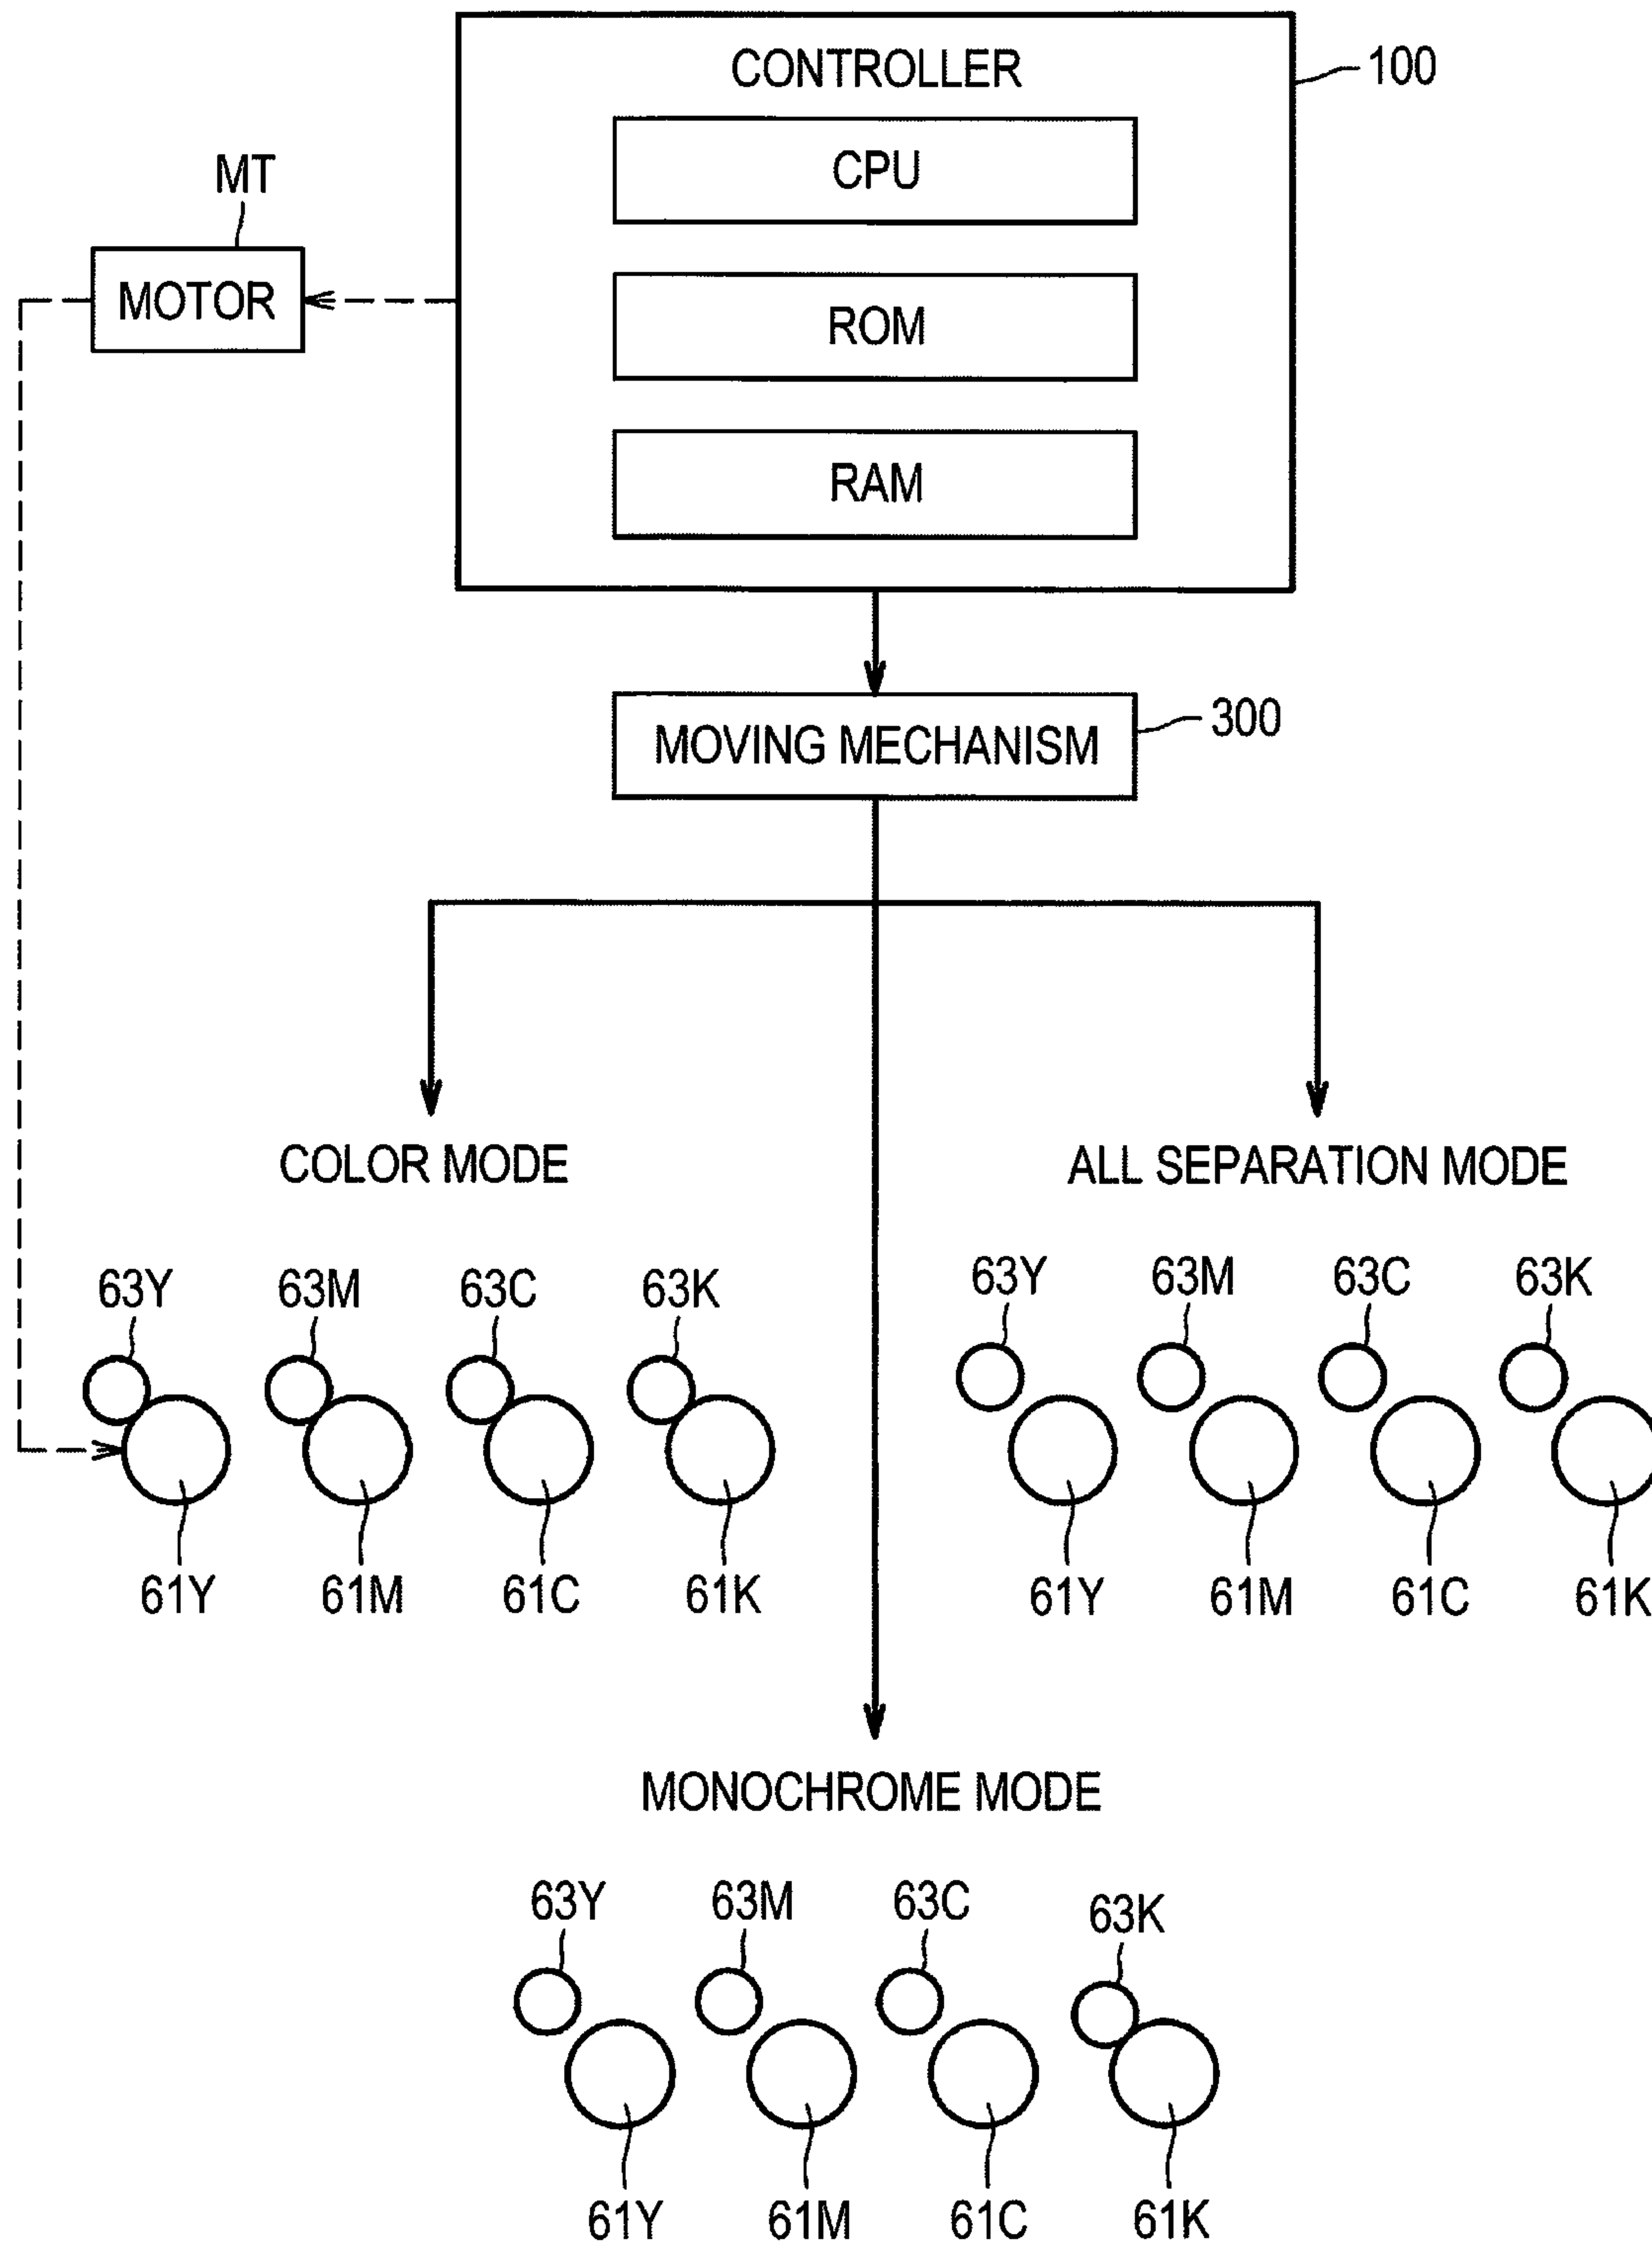 CONTROLLER
100
CPU
MT
MOTOR
ROM
RAM
MOVING MECHANISM
300
COLOR MODE
ALL SEPARATION MODE
63Y 63M 63C 63K
63Y 63M 63C 63K
61Y 61M 61C 61K
61Y 61M 61C 61K
MONOCHROME MODE
63Y 63M 63C 63K
61Y 61M 61C 61K